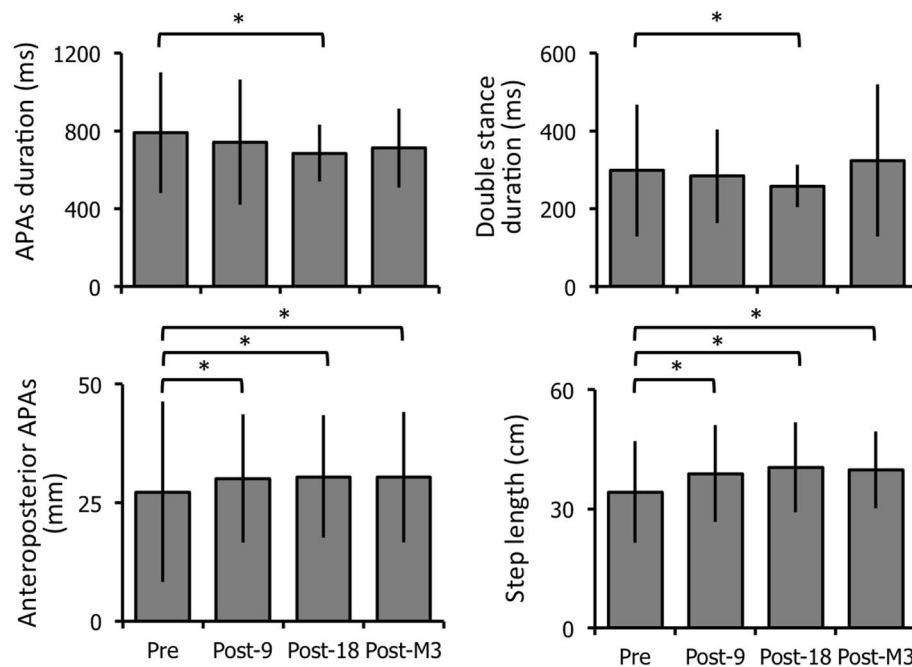 *
*
APAs duration (ms)
1200
800
400
0
Double stance
duration (ms)
600
400
200
0
*
*
*
*
*
*
Anteroposterior APAs
(mm)
50
25
0
Step length (cm)
60
30
0
Pre Post-9 Post-18 Post-M3
Pre Post-9 Post-18 Post-M3